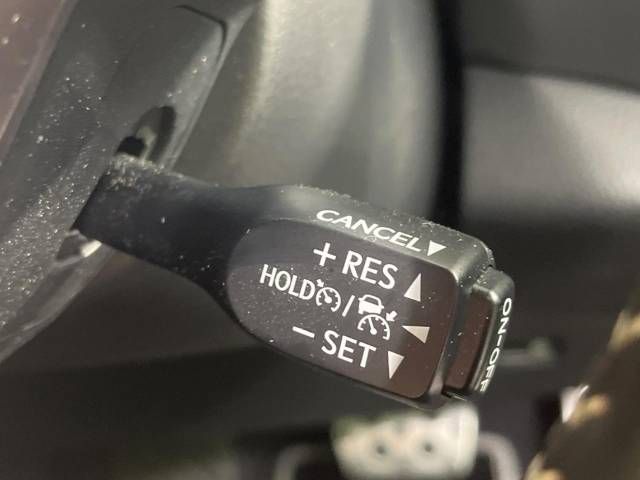 CANCEL▼
+ RES ▲
HOLD /
− SET ▼
ON-OFF